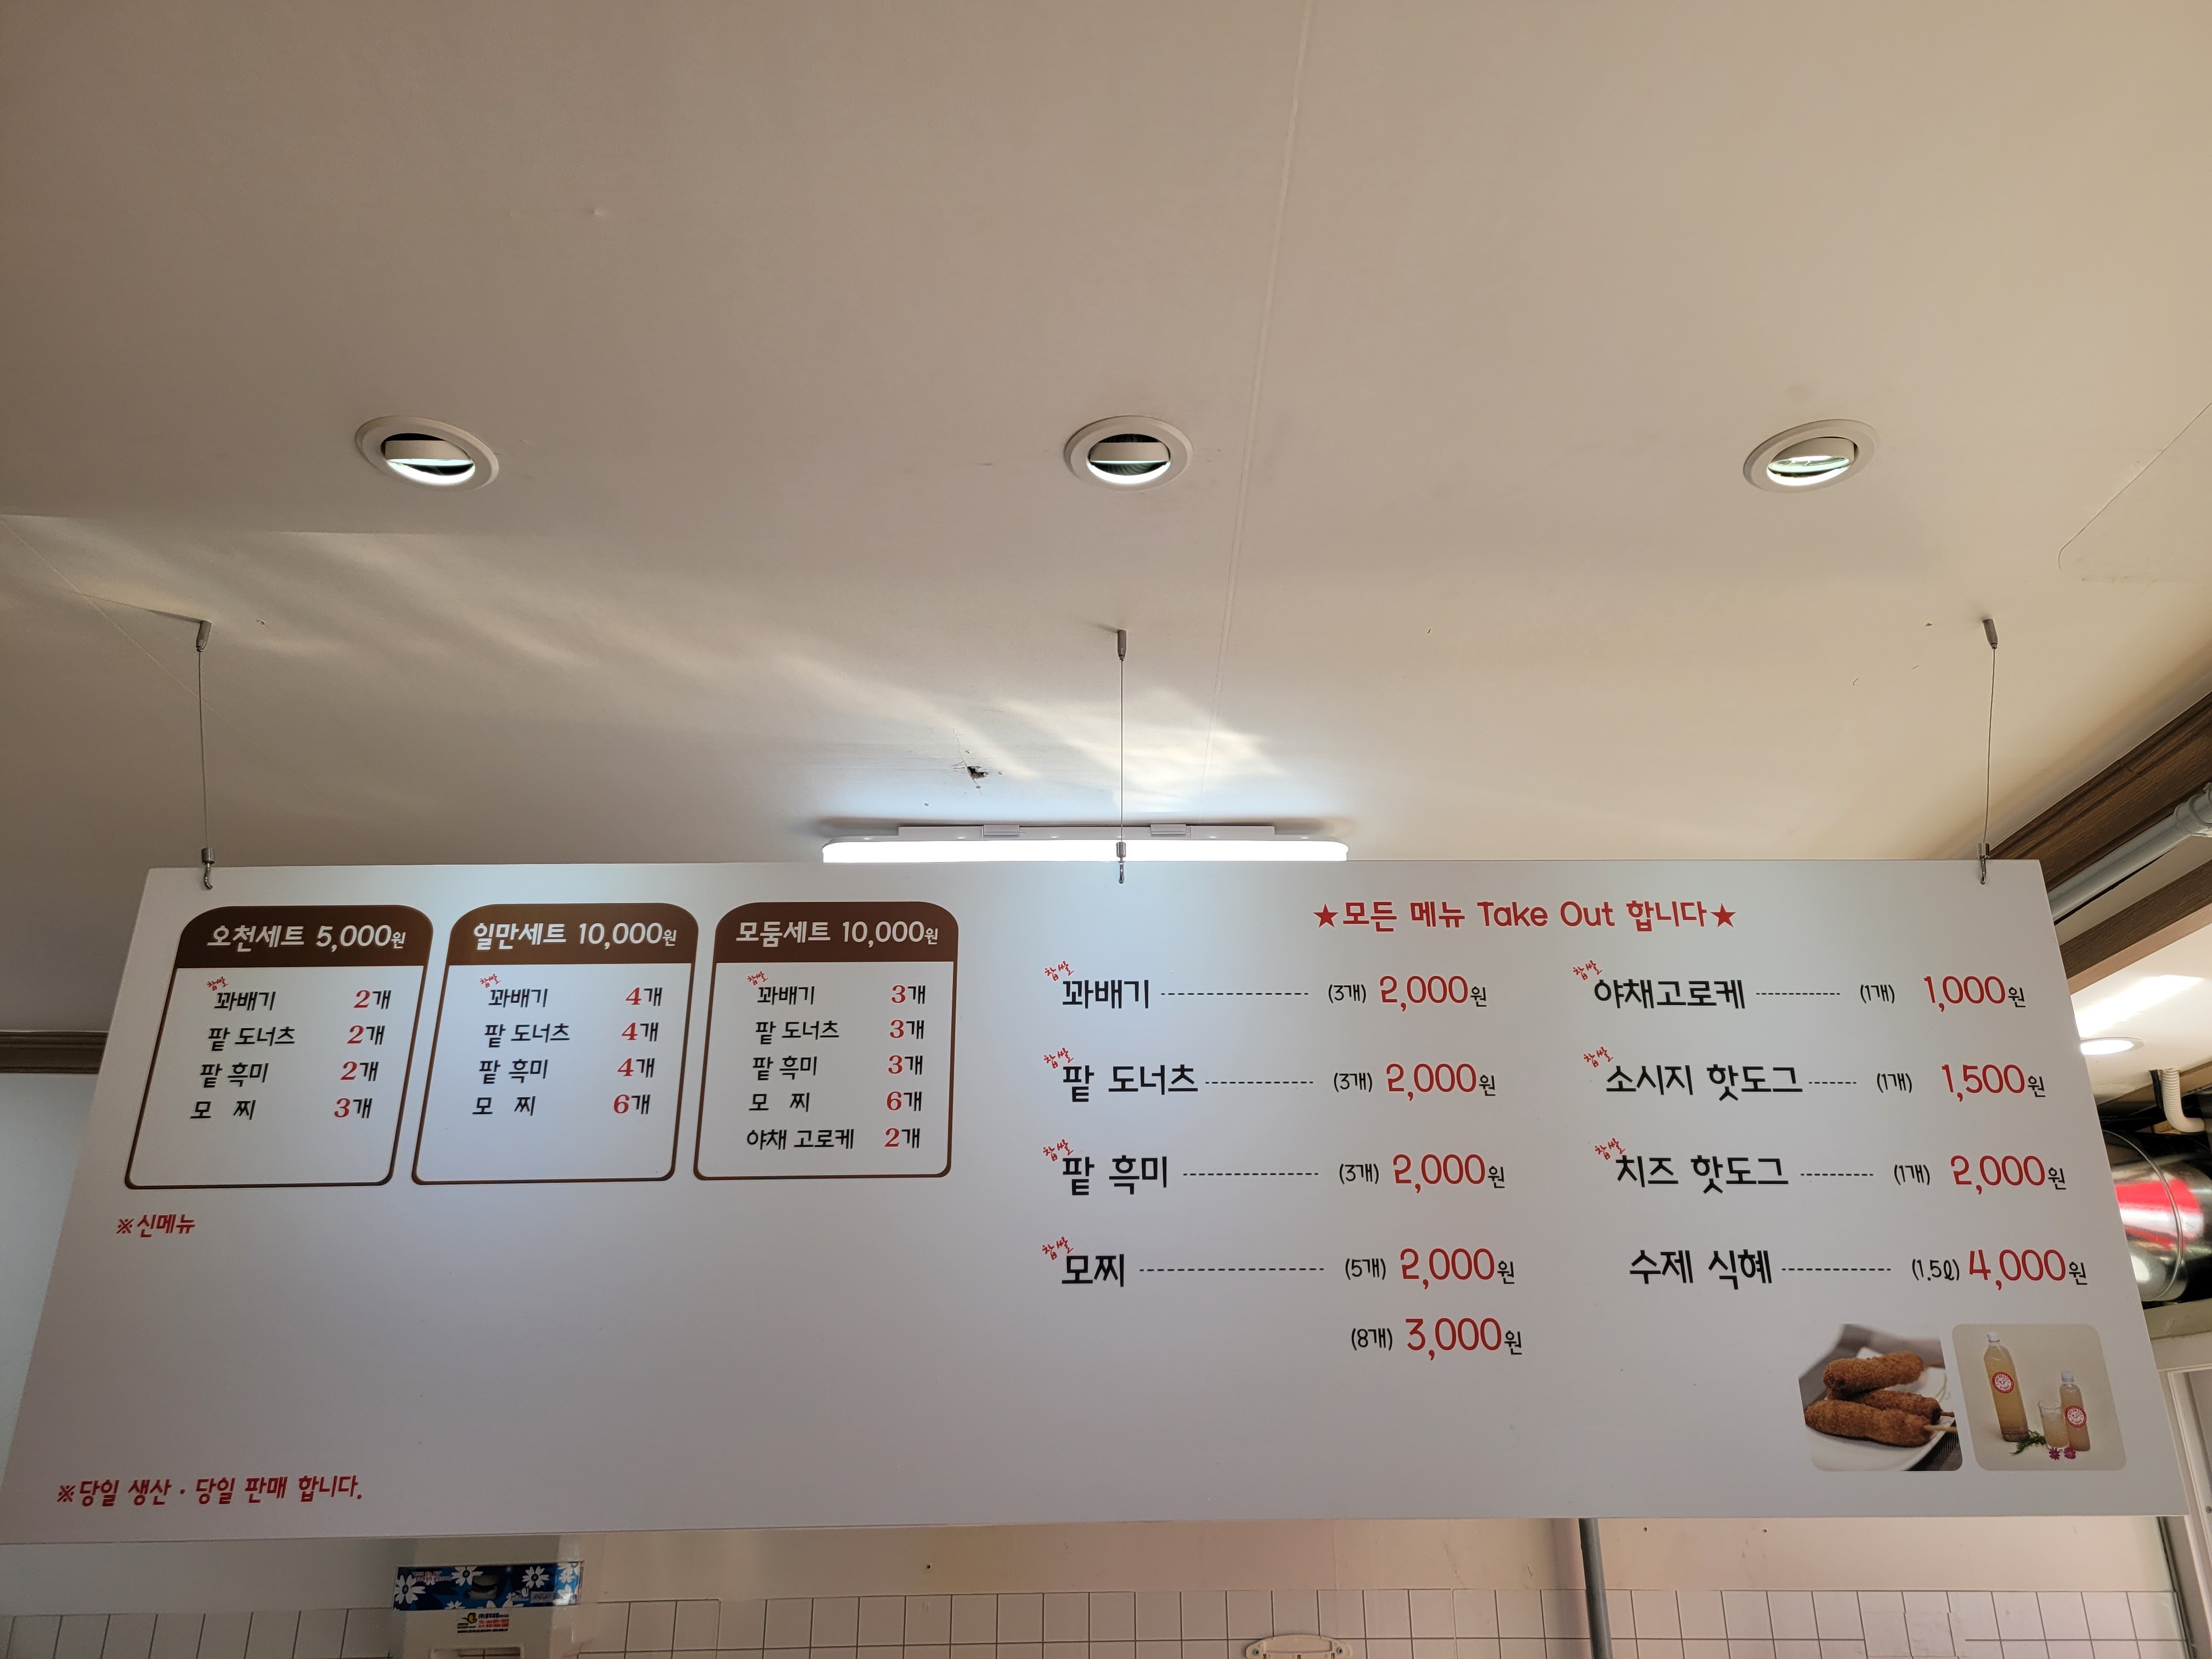 오천세트 5,000원
찹쌀
꽈배기 2개
팥 도너츠 2개
팥 흑미 2개
모 찌 3개
일만세트 10,000원
찹쌀
꽈배기 4개
팥 도너츠 4개
팥 흑미 4개
모 찌 6개
모둠세트 10,000원
찹쌀
꽈배기 3개
팥 도너츠 3개
팥 흑미 3개
모 찌 6개
야채 고로케 2개
※신메뉴
※당일 생산 · 당일 판매 합니다.
★모든 메뉴 Take Out 합니다★
찹쌀
꽈배기 (3개) 2,000원
찹쌀
팥 도너츠 (3개) 2,000원
찹쌀
팥 흑미 (3개) 2,000원
찹쌀
모찌 (5개) 2,000원
(8개) 3,000원
찹쌀
야채고로케 (1개) 1,000원
찹쌀
소시지 핫도그 (1개) 1,500원
찹쌀
치즈 핫도그 (1개) 2,000원
수제 식혜 (1.5ℓ) 4,000원